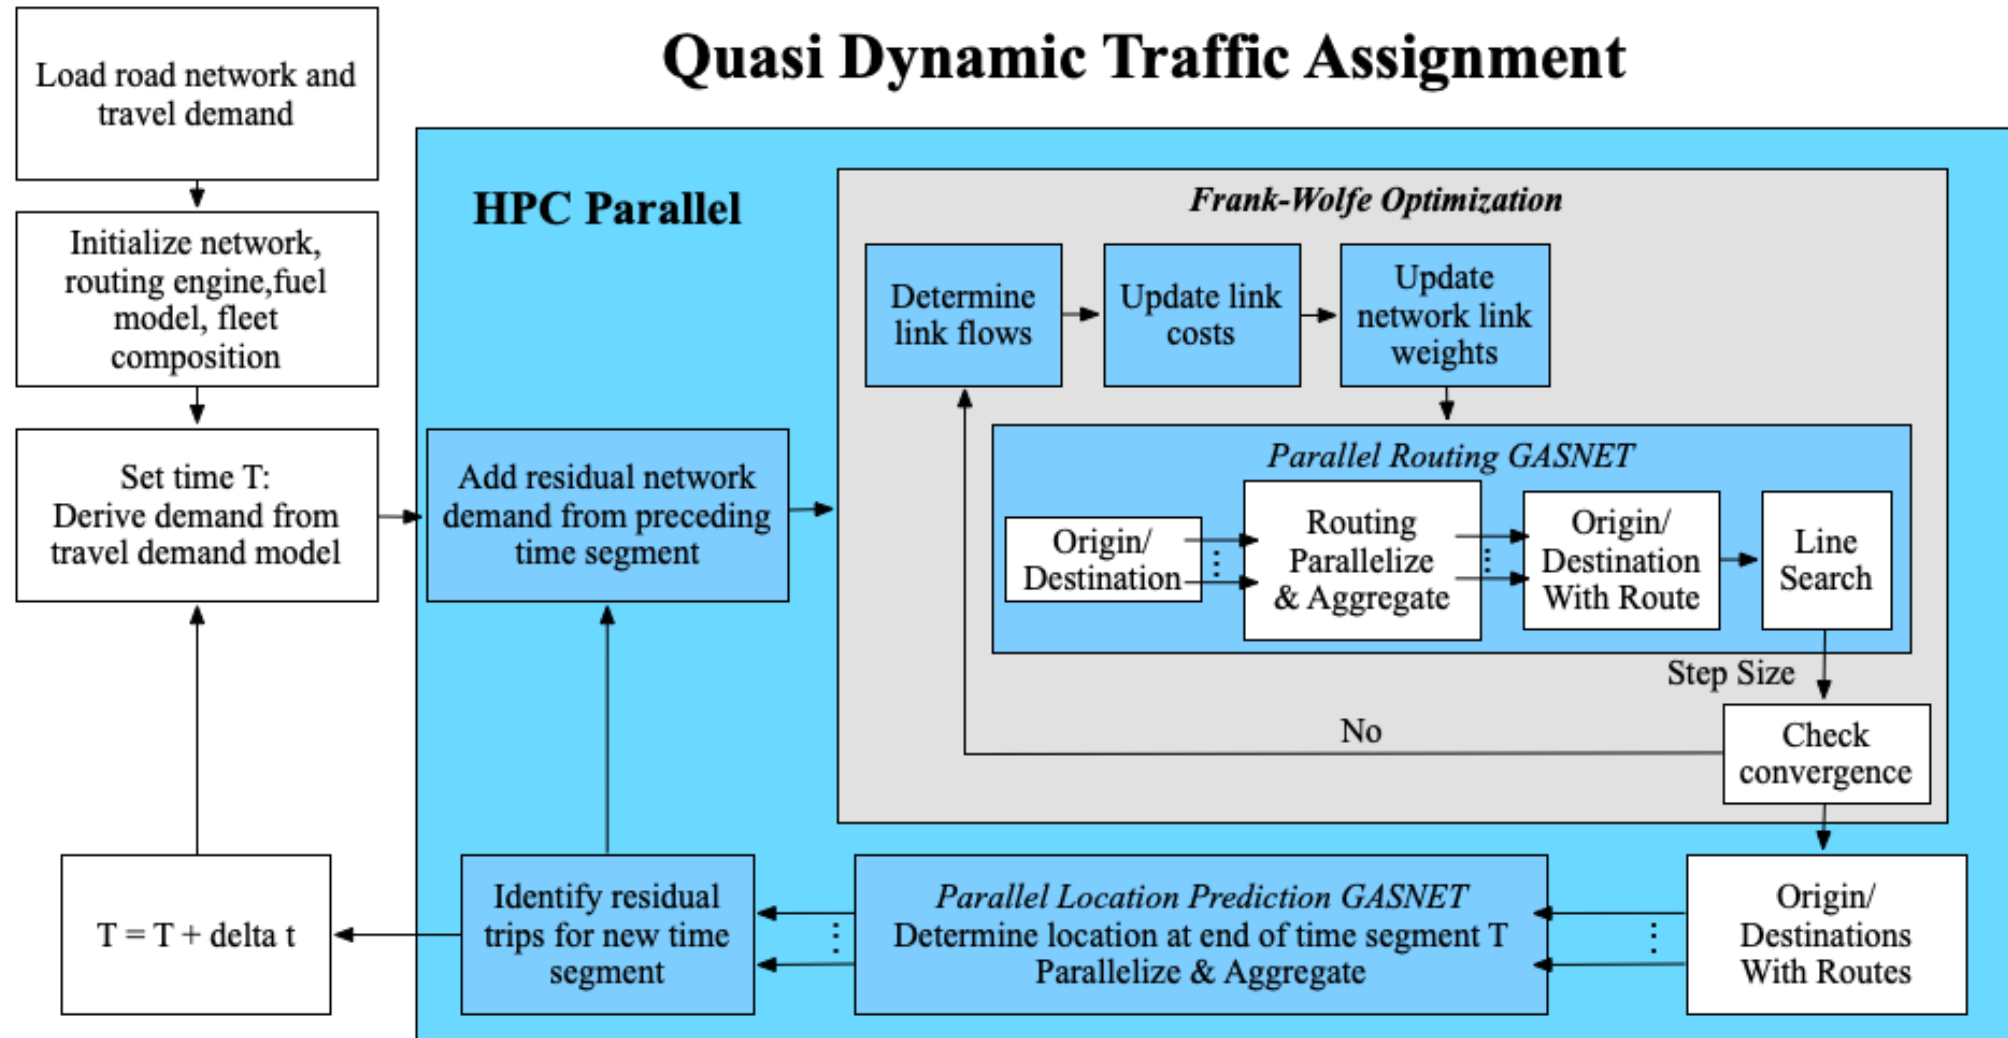 Quasi Dynamic Traffic Assignment
Load road network and
travel demand
Initialize network,
routing engine,fuel
model, fleet
composition
Set time T:
Derive demand from
travel demand model
HPC Parallel
Add residual network
demand from preceding
time segment
Frank-Wolfe Optimization
Determine
link flows
Update link
costs
Update
network link
weights
Parallel Routing GASNET
Origin/
Destination
Routing
Parallelize
& Aggregate
Origin/
Destination
With Route
Line
Search
Step Size
No
Check
convergence
Origin/
Destinations
With Routes
Parallel Location Prediction GASNET
Determine location at end of time segment T
Parallelize & Aggregate
Identify residual
trips for new time
segment
T = T + delta t